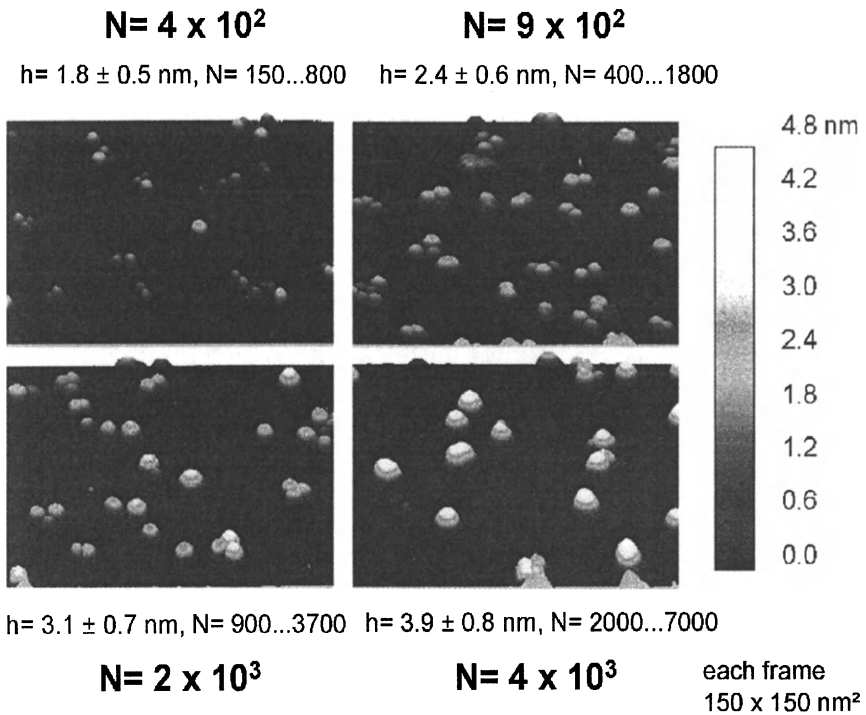 N= 4 x 10²
N= 9 x 10²
h= 1.8 ± 0.5 nm, N= 150...800
h= 2.4 ± 0.6 nm, N= 400...1800
4.8 nm
4.2
3.6
3.0
2.4
1.8
1.2
0.6
0.0
h= 3.1 ± 0.7 nm, N= 900...3700
h= 3.9 ± 0.8 nm, N= 2000...7000
N= 2 x 10³
N= 4 x 10³
each frame
150 x 150 nm²